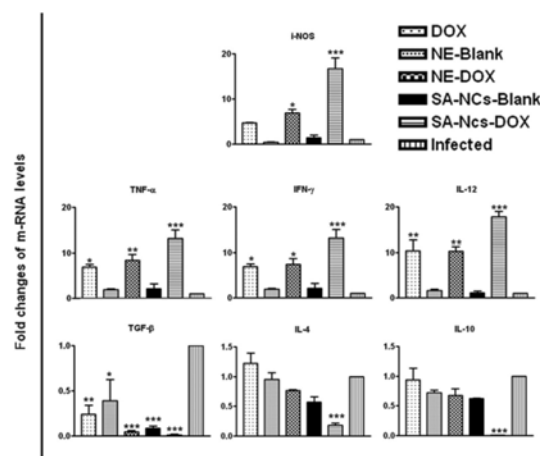 i-NOS
20
10
0
*
***
DOX
NE-Blank
NE-DOX
SA-NCs-Blank
SA-Ncs-DOX
Infected
Fold changes of m-RNA levels
TNF-α
20
10
0
*
**
***
IFN-γ
20
10
0
*
*
***
IL-12
20
10
0
**
**
***
TGF-β
1.0
0.5
0.0
**
*
***
***
***
IL-4
1.5
1.0
0.5
0.0
***
IL-10
1.5
1.0
0.5
0.0
***